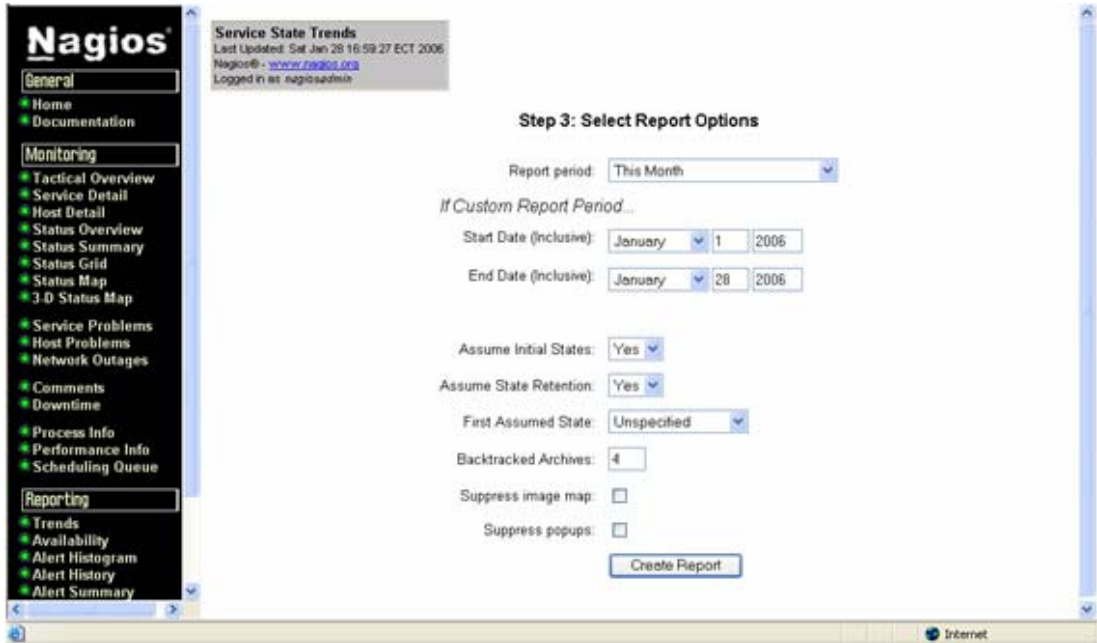 Nagios®
General
Home
Documentation
Monitoring
Tactical Overview
Service Detail
Host Detail
Status Overview
Status Summary
Status Grid
Status Map
3-D Status Map
Service Problems
Host Problems
Network Outages
Comments
Downtime
Process Info
Performance Info
Scheduling Queue
Reporting
Trends
Availability
Alert Histogram
Alert History
Alert Summary
Service State Trends
Last Updated: Sat Jan 28 16:59:27 ECT 2006
Nagios® - www.nagios.org
Logged in as nagiosadmin
Step 3: Select Report Options
Report period: This Month
If Custom Report Period...
Start Date (Inclusive): January 1 2006
End Date (Inclusive): January 28 2006
Assume Initial States: Yes
Assume State Retention: Yes
First Assumed State: Unspecified
Backtracked Archives: 4
Suppress image map:
Suppress popups:
Create Report
Internet